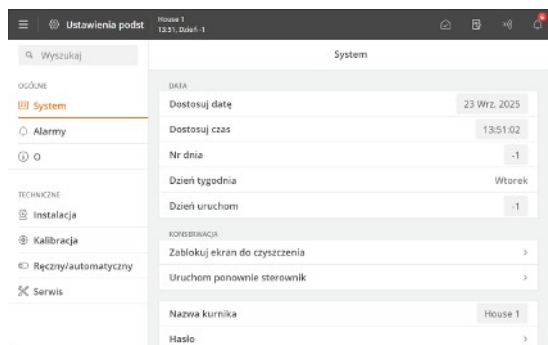 Ustawienia podst
House 1
13:51, Dzień -1
Wyszukaj
System
OGÓLNE
System
Alarmy
O
TECHNICZNE
Instalacja
Kalibracja
Ręczny/automatyczny
Serwis
DATA
Dostosuj datę 23 Wrz. 2025
Dostosuj czas 13:51:02
Nr dnia -1
Dzień tygodnia Wtorek
Dzień uruchom -1
KONSERWACJA
Zablokuj ekran do czyszczenia
Uruchom ponownie sterownik
Nazwa kurnika House 1
Hasło